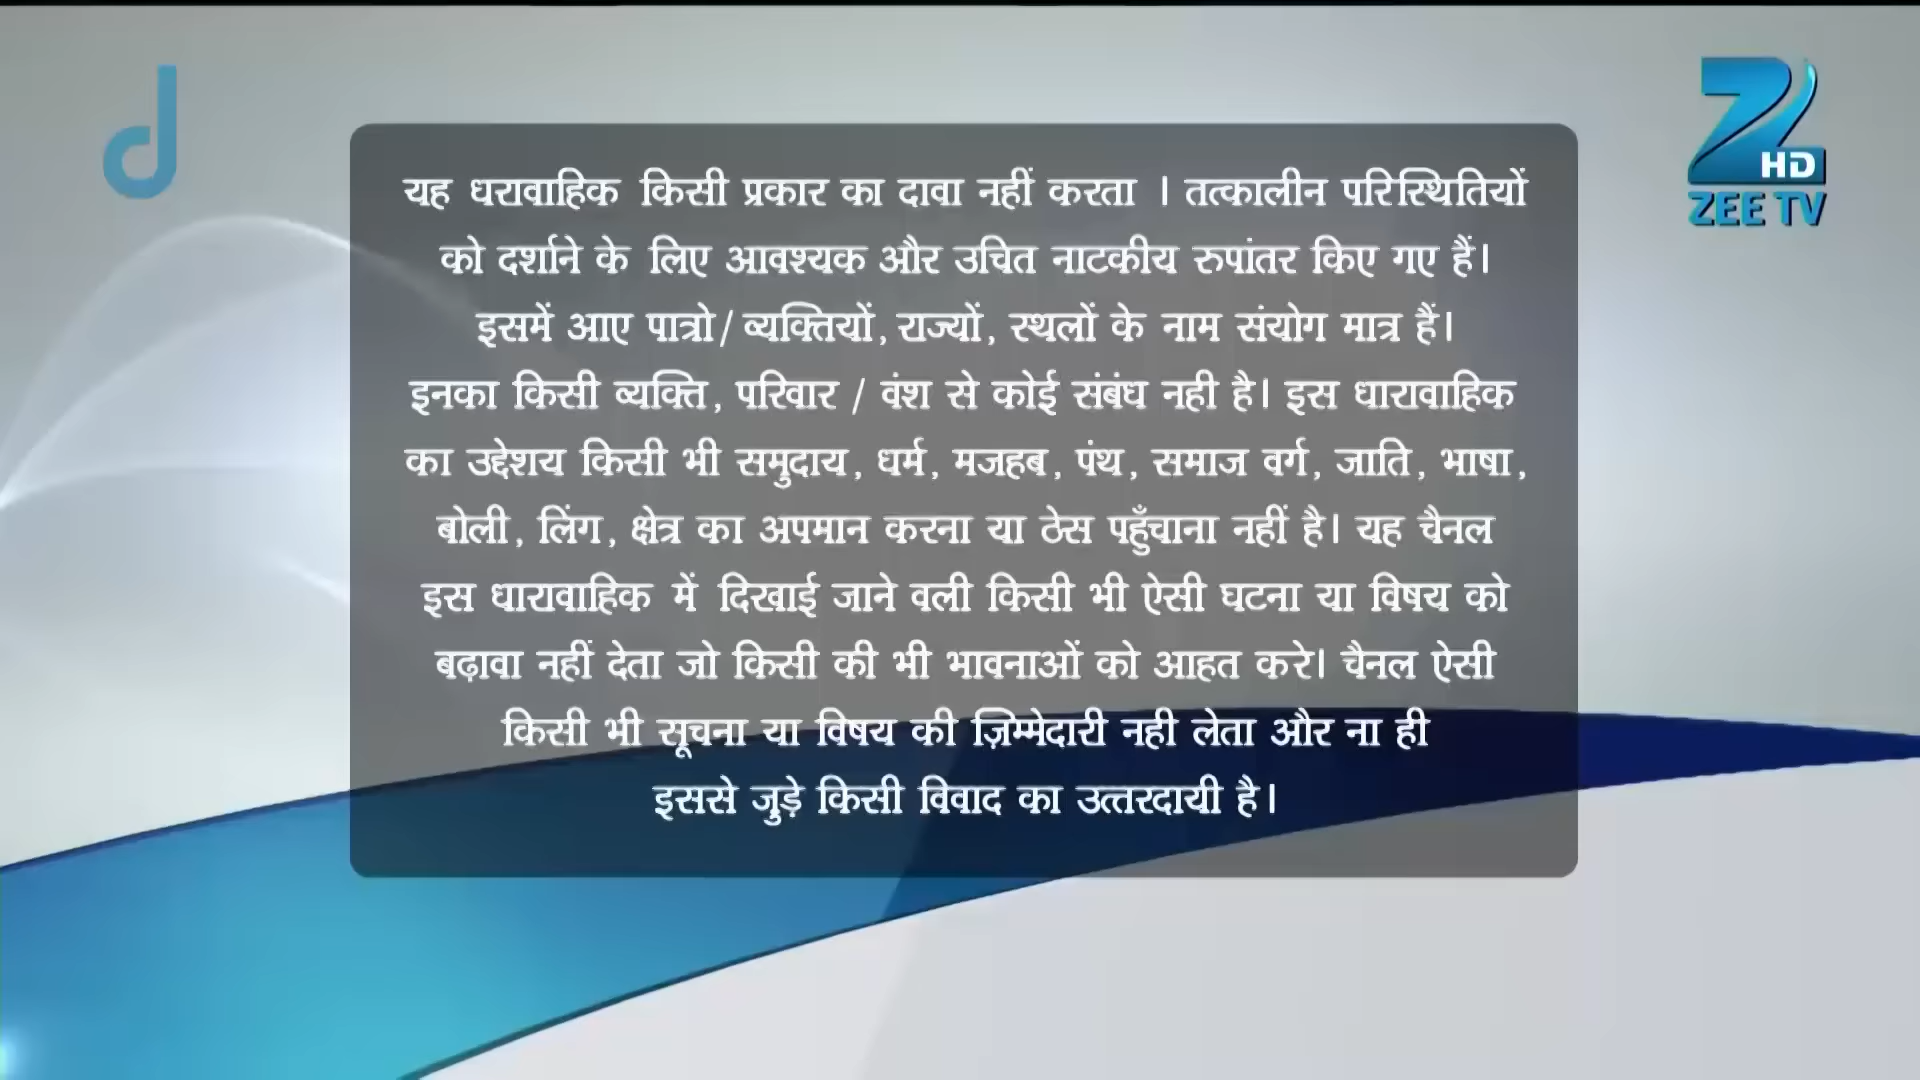 d
Z HD
ZEE TV
यह धरावाहिक किसी प्रकार का दावा नहीं करता । तत्कालीन परिस्थितियों
को दर्शाने के लिए आवश्यक और उचित नाटकीय रुपांतर किए गए हैं।
इसमें आए पात्रो/ व्यक्तियों, राज्यों, स्थलों के नाम संयोग मात्र हैं।
इनका किसी व्यक्ति, परिवार / वंश से कोई संबंध नही है। इस धारावाहिक
का उद्देशय किसी भी समुदाय, धर्म, मजहब, पंथ, समाज वर्ग, जाति, भाषा,
बोली, लिंग, क्षेत्र का अपमान करना या ठेस पहुँचाना नहीं है। यह चैनल
इस धारावाहिक में दिखाई जाने वली किसी भी ऐसी घटना या विषय को
बढ़ावा नहीं देता जो किसी की भी भावनाओं को आहत करे। चैनल ऐसी
किसी भी सूचना या विषय की ज़िम्मेदारी नही लेता और ना ही
इससे जुड़े किसी विवाद का उत्तरदायी है।